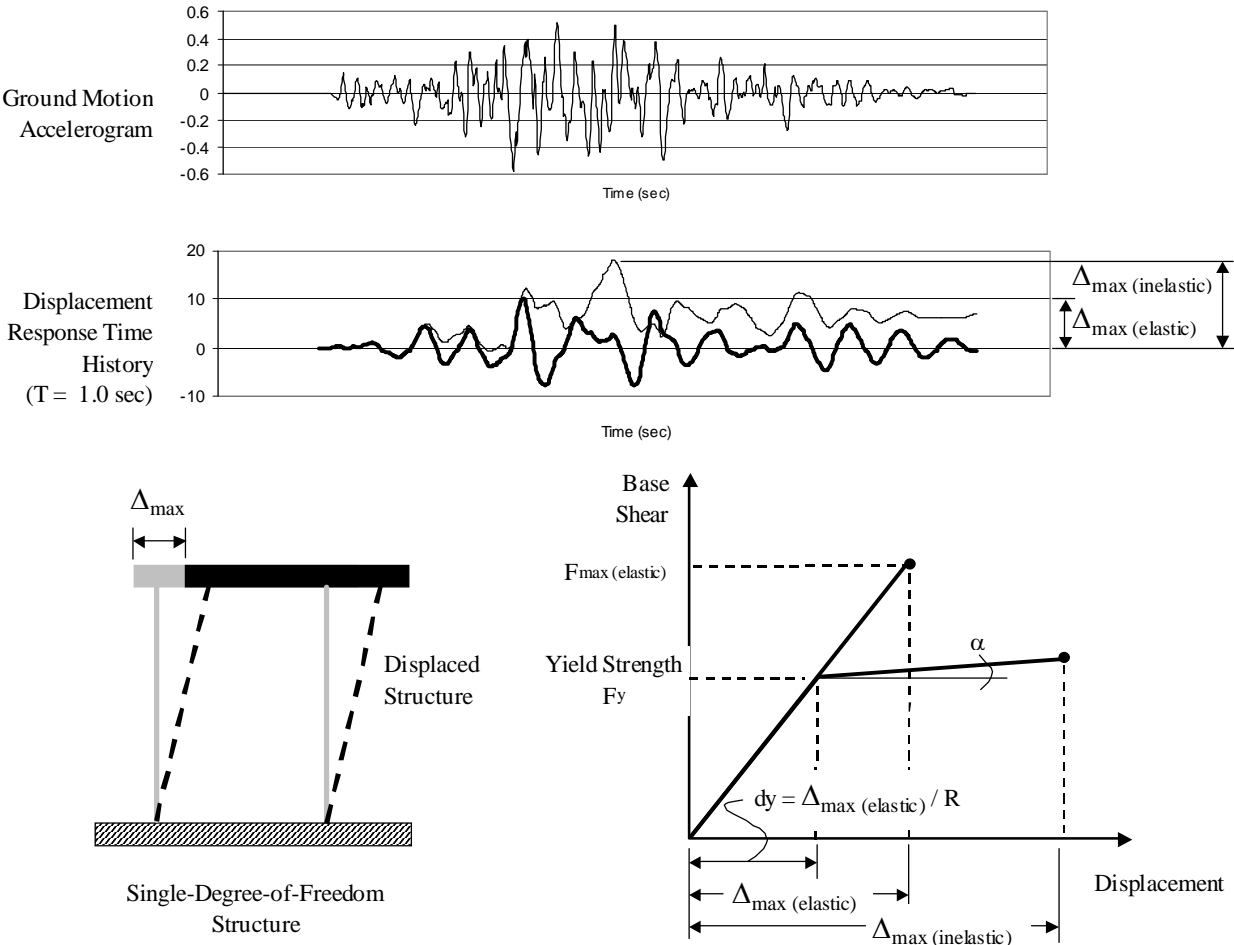 0.6
0.4
0.2
0
-0.2
-0.4
-0.6
Ground Motion
Accelerogram
Time (sec)
20
10
0
-10
Displacement
Response Time
History
(T = 1.0 sec)
Δmax (inelastic)
Δmax (elastic)
Time (sec)
Δmax
Displaced
Structure
Single-Degree-of-Freedom
Structure
Base
Shear
Fmax (elastic)
Yield Strength
Fy
α
dy = Δmax (elastic) / R
Displacement
Δmax (elastic)
Δmax (inelastic)